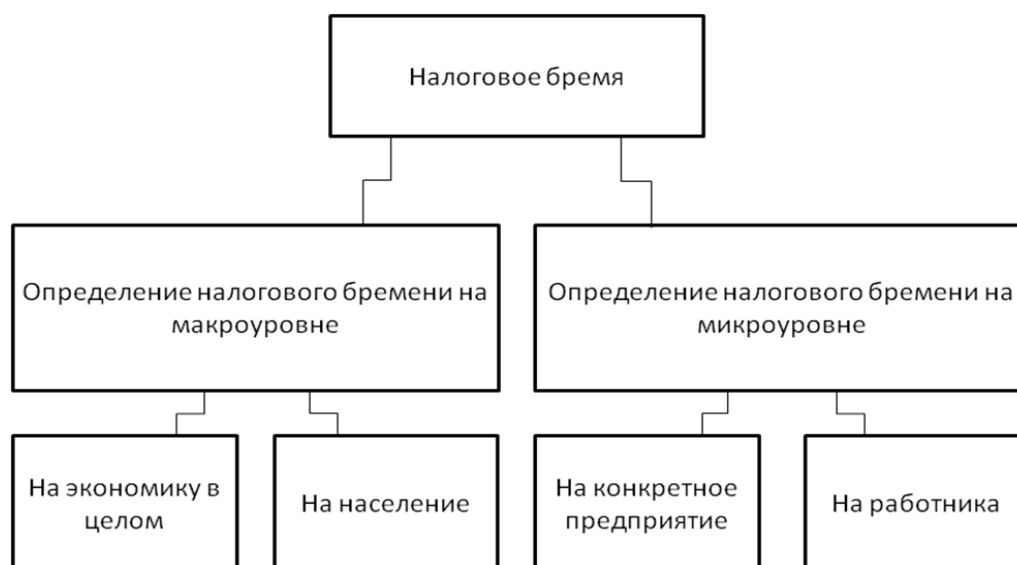 Налоговое бремя
Определение налогового бремени на
макроуровне
Определение налогового бремени на
микроуровне
На экономику в
целом
На население
На конкретное
предприятие
На работника